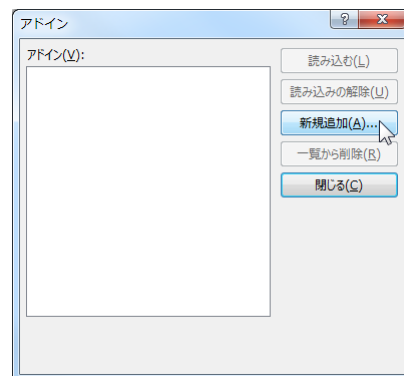 アドイン
アドイン(V):
読み込む(L)
読み込みの解除(U)
新規追加(A)...
一覧から削除(R)
閉じる(C)